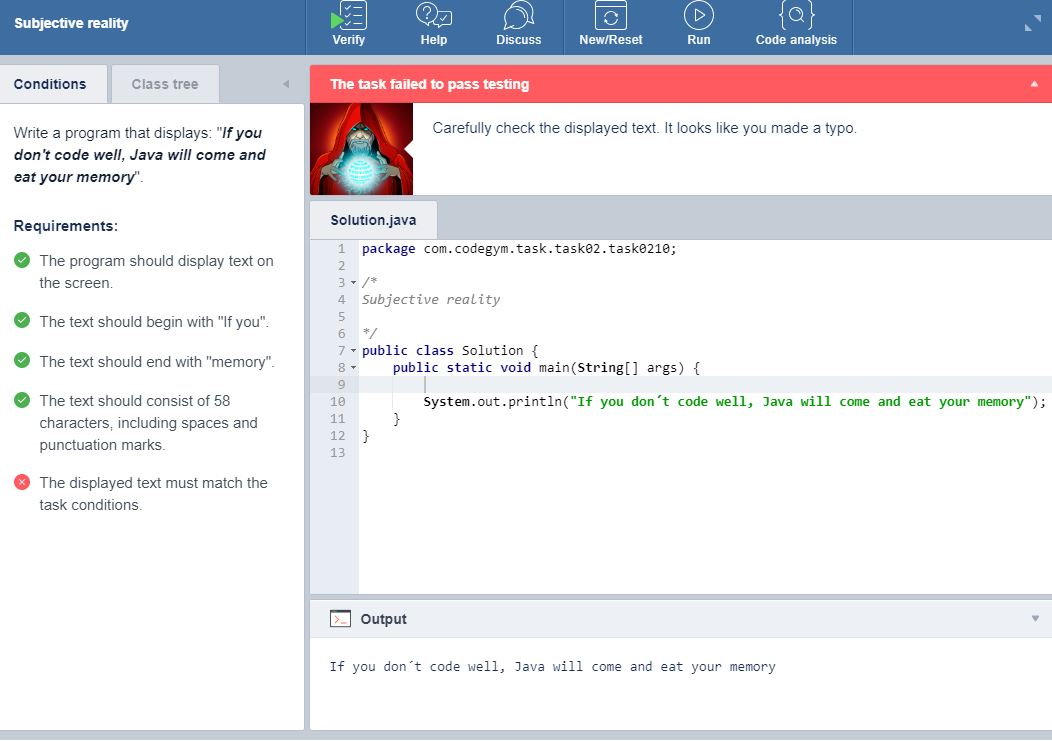 Subjective reality
Verify
Help
Discuss
New/Reset
Run
Code analysis
Conditions
Class tree
Write a program that displays: "If you
don't code well, Java will come and
eat your memory".
Requirements:
The program should display text on
the screen.
The text should begin with "If you".
The text should end with "memory".
The text should consist of 58
characters, including spaces and
punctuation marks.
The displayed text must match the
task conditions.
The task failed to pass testing
Carefully check the displayed text. It looks like you made a typo.
Solution.java
1 package com.codegym.task.task02.task0210;
2
3 /*
4 Subjective reality
5
6 */
7 public class Solution {
8 public static void main(String[] args) {
9
10 System.out.println("If you don´t code well, Java will come and eat your memory");
11 }
12 }
13
Output
If you don´t code well, Java will come and eat your memory